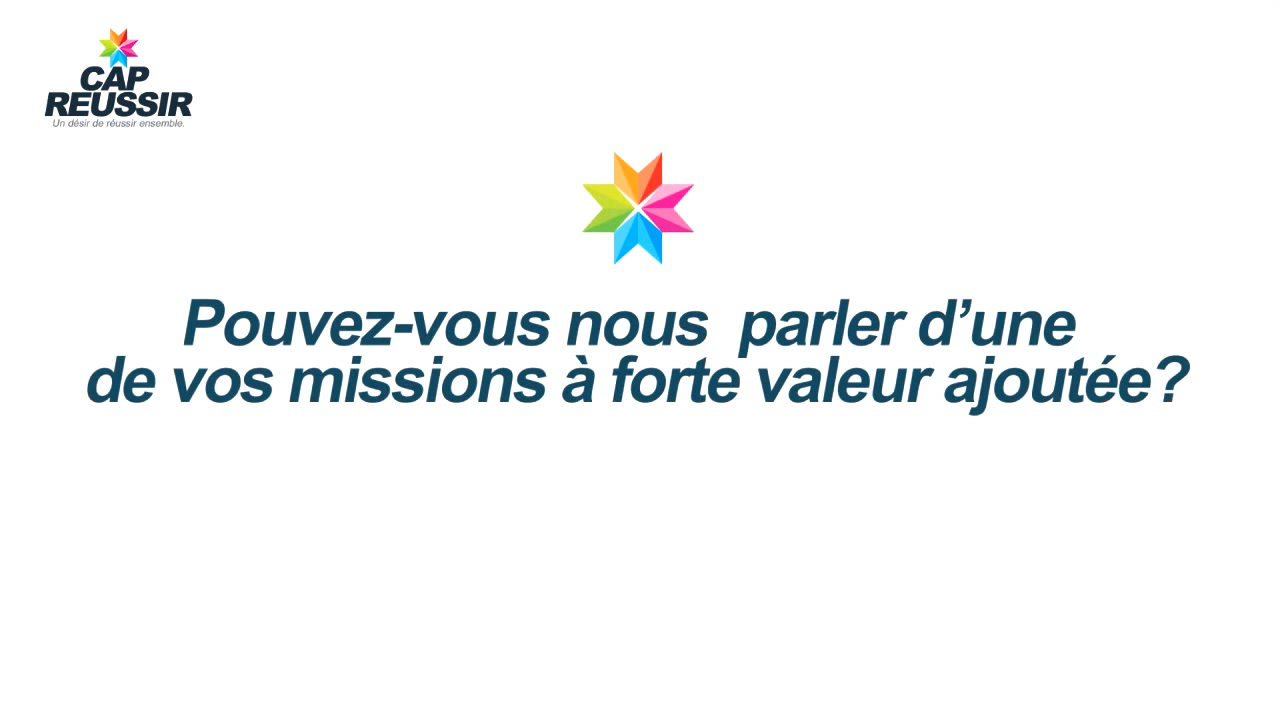 CAP
REUSSIR
Un désir de réussir ensemble.
Pouvez-vous nous  parler d’une
de vos missions à forte valeur ajoutée?